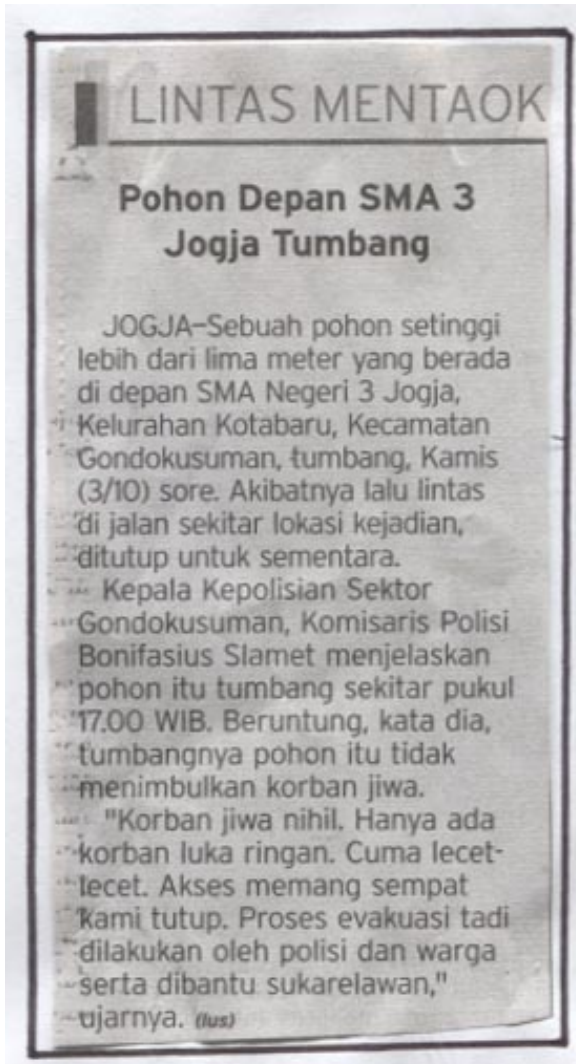 LINTAS MENTAOK
Pohon Depan SMA 3
Jogja Tumbang
JOGJA–Sebuah pohon setinggi
lebih dari lima meter yang berada
di depan SMA Negeri 3 Jogja,
Kelurahan Kotabaru, Kecamatan
Gondokusuman, tumbang, Kamis
(3/10) sore. Akibatnya lalu lintas
di jalan sekitar lokasi kejadian,
ditutup untuk sementara.
Kepala Kepolisian Sektor
Gondokusuman, Komisaris Polisi
Bonifasius Slamet menjelaskan
pohon itu tumbang sekitar pukul
17.00 WIB. Beruntung, kata dia,
tumbangnya pohon itu tidak
menimbulkan korban jiwa.
"Korban jiwa nihil. Hanya ada
korban luka ringan. Cuma lecet-
lecet. Akses memang sempat
kami tutup. Proses evakuasi tadi
dilakukan oleh polisi dan warga
serta dibantu sukarelawan,"
ujarnya. (lus)